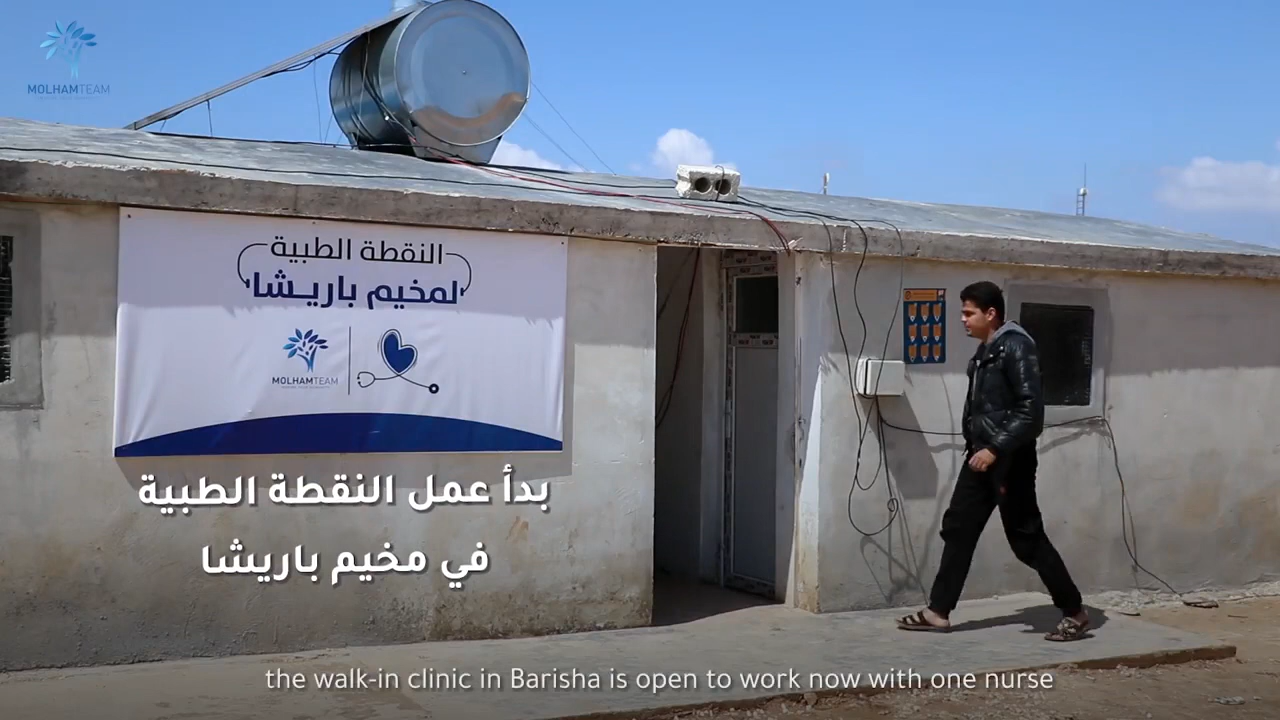 MOLHAMTEAM
النقطة الطبية
لمخيم باريشا
MOLHAMTEAM
بدأ عمل النقطة الطبية
في مخيم باريشا
the walk-in clinic in Barisha is open to work now with one nurse